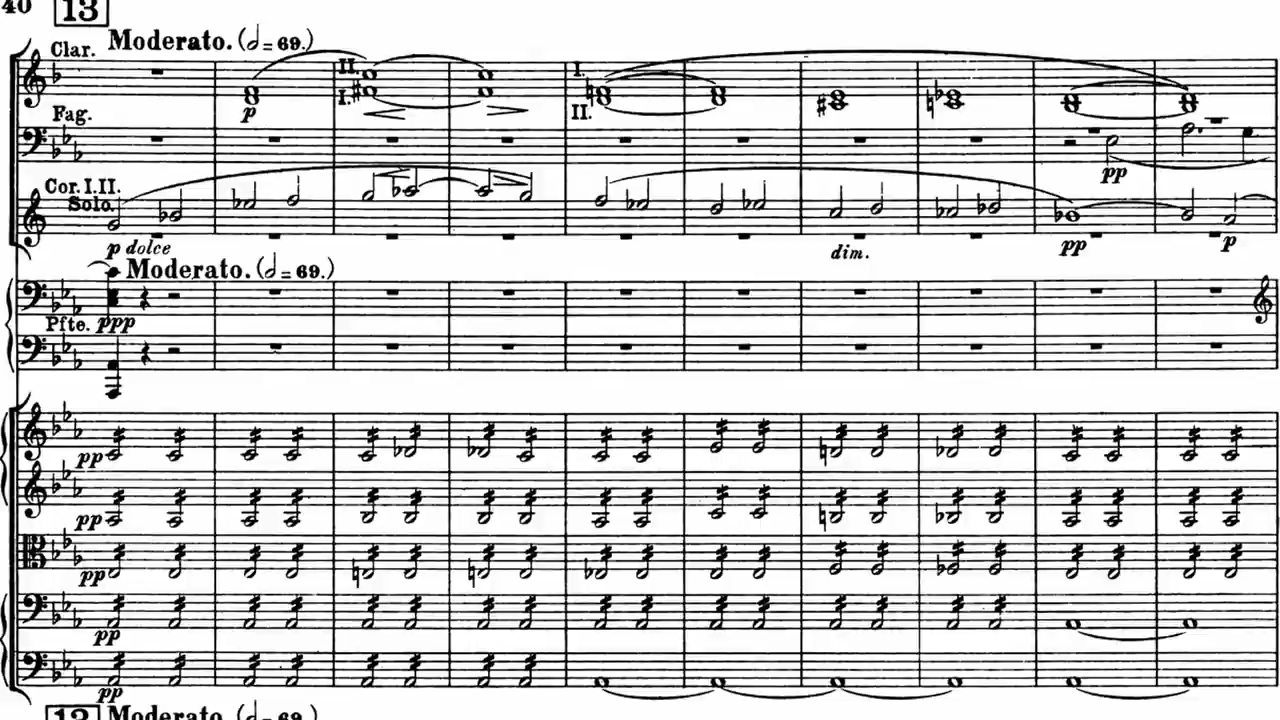 40 13
Clar. Moderato. (𝅗𝅥 = 69.)
II.
I.
I.
II.
p
Fag.
pp
Cor. I. II.
Solo.
p dolce
dim.
pp
p
Moderato. (𝅗𝅥 = 69.)
Pfte. ppp
pp
pp
pp
pp
pp
13 Moderato. (𝅗𝅥 = 69.)